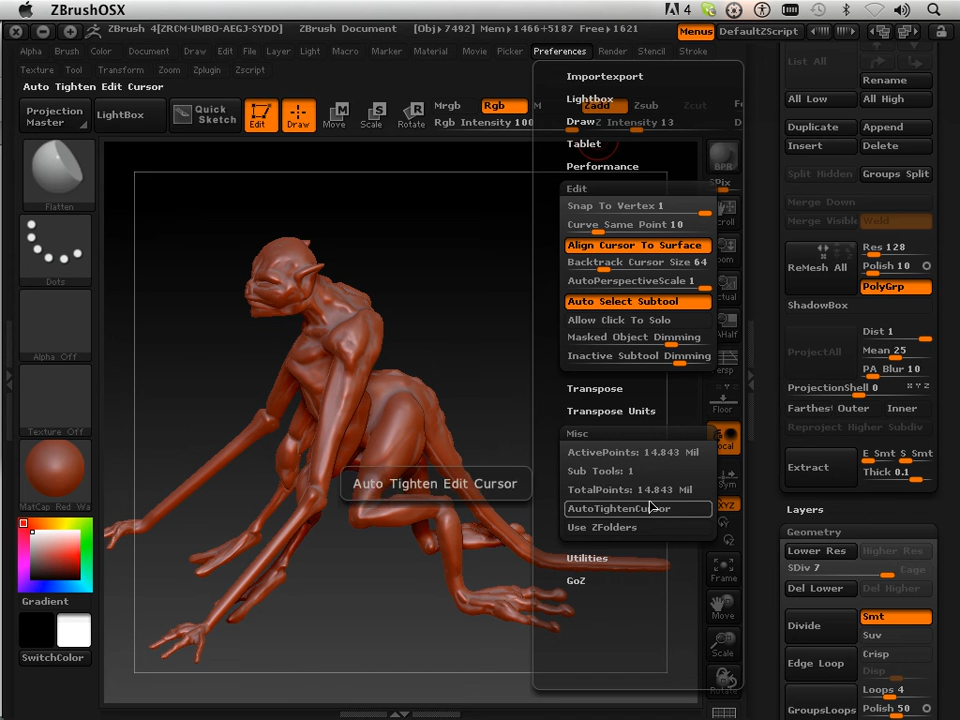 ZBrushOSX
4
ZBrush 4[ZRCM-UMBO-AEGJ-SYDD] ZBrush Document [Obj>7492] Mem>1466+5187 Free>1621 Menus DefaultZScript
Alpha Brush Color Document Draw Edit File Layer Light Macro Marker Material Movie Picker Preferences Render Stencil Stroke
Texture Tool Transform Zoom Zplugin Zscript
Auto Tighten Edit Cursor
Projection Master
LightBox
Quick Sketch
Edit
Draw
Move
Scale
Rotate
Mrgb Rgb M Zadd Zsub Zcut
Rgb Intensity 100 Z Intensity 13
Flatten
Dots
Alpha Off
Texture Off
MatCap Red Wa
Gradient
SwitchColor
Auto Tighten Edit Cursor
Importexport
Lightbox
Draw
Tablet
Performance
Edit
Snap To Vertex 1
Curve Same Point 10
Align Cursor To Surface
Backtrack Cursor Size 64
AutoPerspectiveScale 1
Auto Select Subtool
Allow Click To Solo
Masked Object Dimming
Inactive Subtool Dimming
Transpose
Transpose Units
Misc
ActivePoints: 14.843 Mil
Sub Tools: 1
TotalPoints: 14.843 Mil
AutoTightenCursor
Use ZFolders
Utilities
GoZ
BPR
SPix
Floor
XYZ
Frame
Move
Scale
Rotate
List All
Rename
All Low All High
Duplicate Append
Insert Delete
Split Hidden Groups Split
Merge Down
Merge Visible Weld
ReMesh All
Res 128
Polish 10
PolyGrp
ShadowBox
ProjectAll
Dist 1
Mean 25
PA Blur 10
ProjectionShell 0
Farthest Outer Inner
Reproject Higher Subdiv
Extract
E Smt S Smt
Thick 0.1
Layers
Geometry
Lower Res Higher Res
SDiv 7 Cage
Del Lower Del Higher
Divide
Smt
Suv
Edge Loop
Crisp
Disp
GroupsLoops
Loops 4
Polish 50